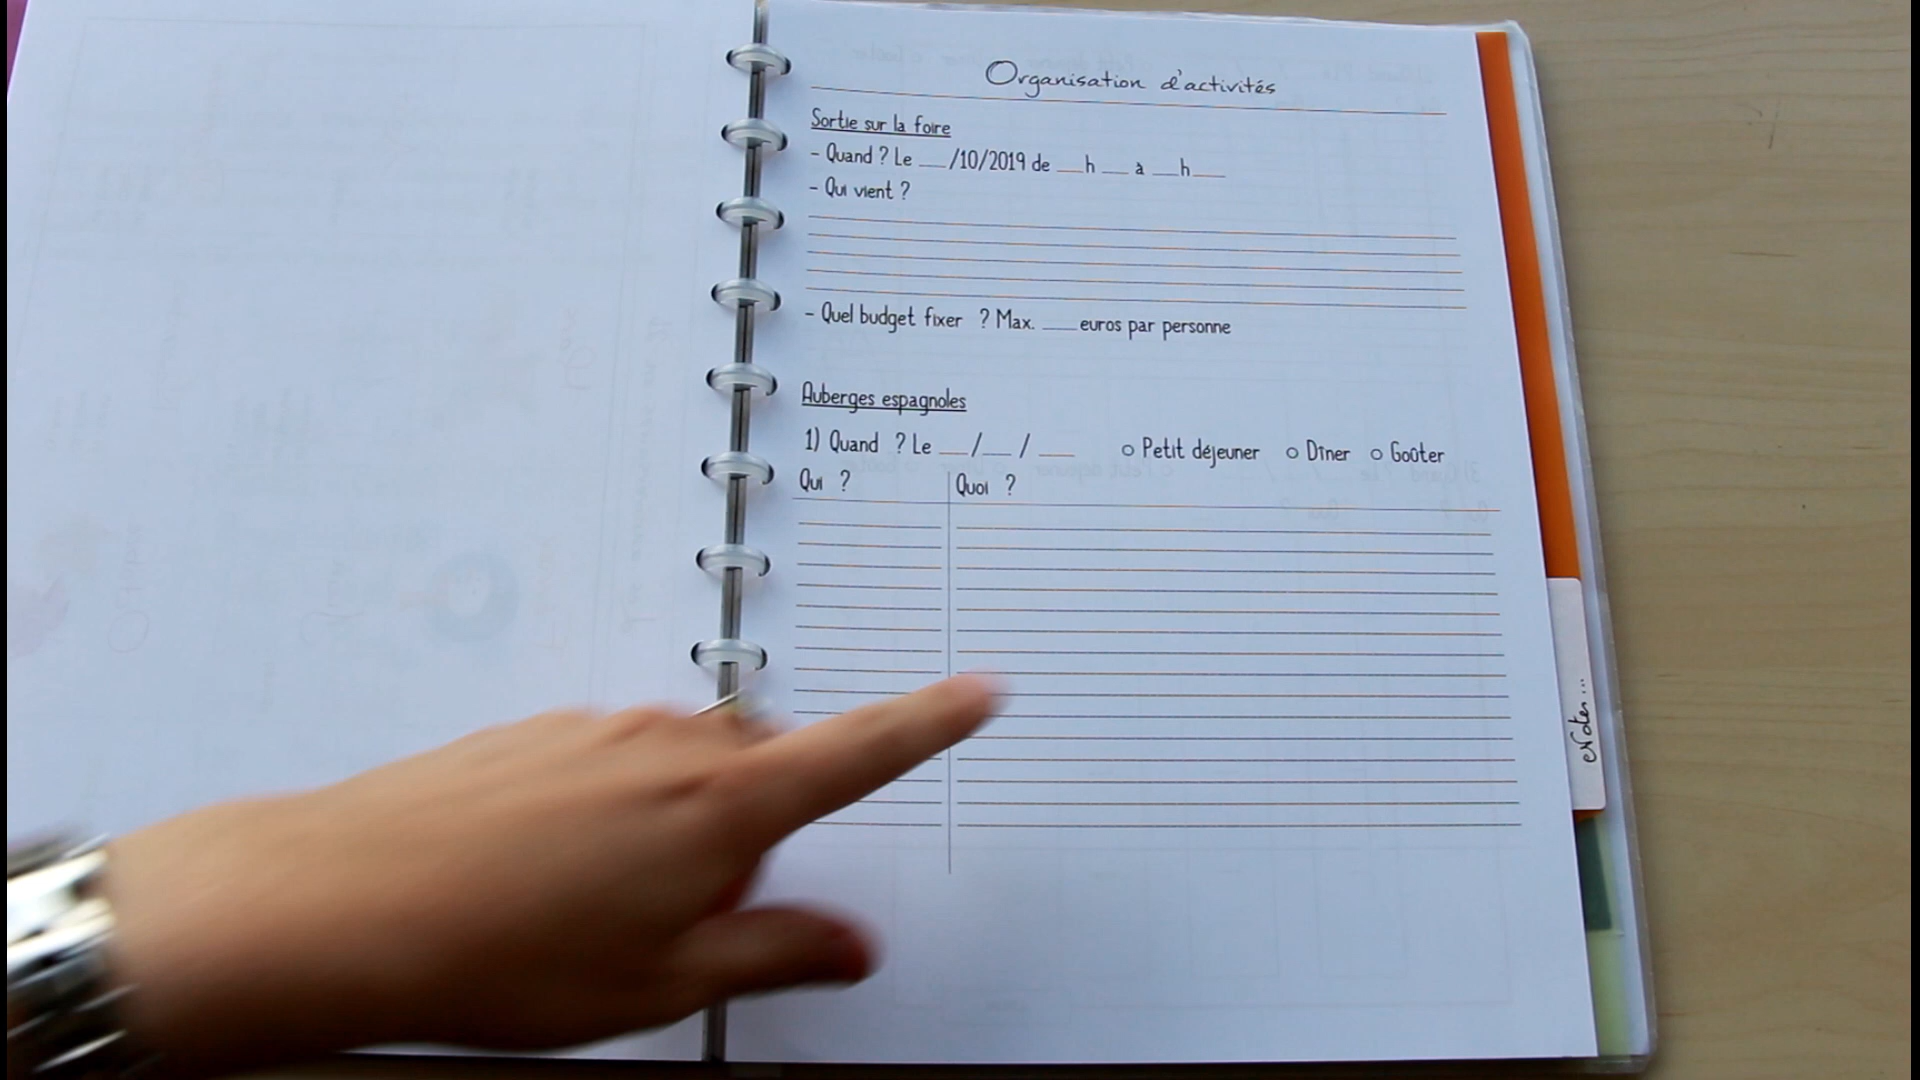 Organisation d'activités
Sortie sur la foire
- Quand ? Le ___ /10/2019 de ___h ___ à ___h___
- Qui vient ?
- Quel budget fixer ? Max. ___ euros par personne
Auberges espagnoles
1) Quand ? Le ___/___ / ___ o Petit déjeuner o Dîner o Goûter
Qui ? Quoi ?
Notes...